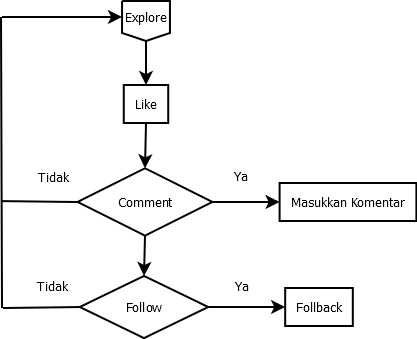 Explore
Like
Tidak
Ya
Comment
Masukkan Komentar
Tidak
Ya
Follow
Follback